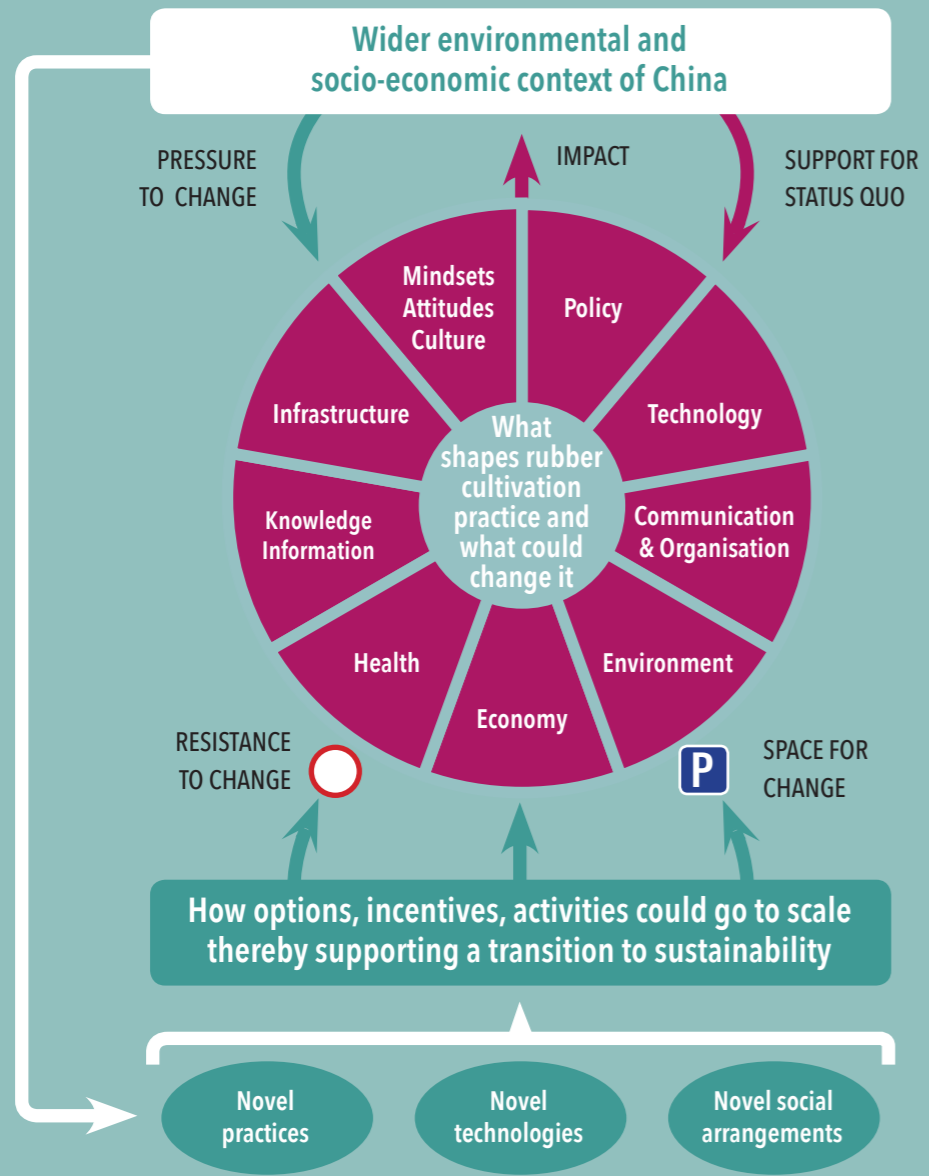 Wider environmental and
socio-economic context of China
PRESSURE
TO CHANGE
IMPACT
SUPPORT FOR
STATUS QUO
Mindsets
Attitudes
Culture
Policy
Infrastructure
Technology
What
shapes rubber
cultivation
practice and
what could
change it
Knowledge
Information
Communication
& Organisation
Health
Environment
Economy
RESISTANCE
TO CHANGE
P
SPACE FOR
CHANGE
How options, incentives, activities could go to scale
thereby supporting a transition to sustainability
Novel
practices
Novel
technologies
Novel social
arrangements